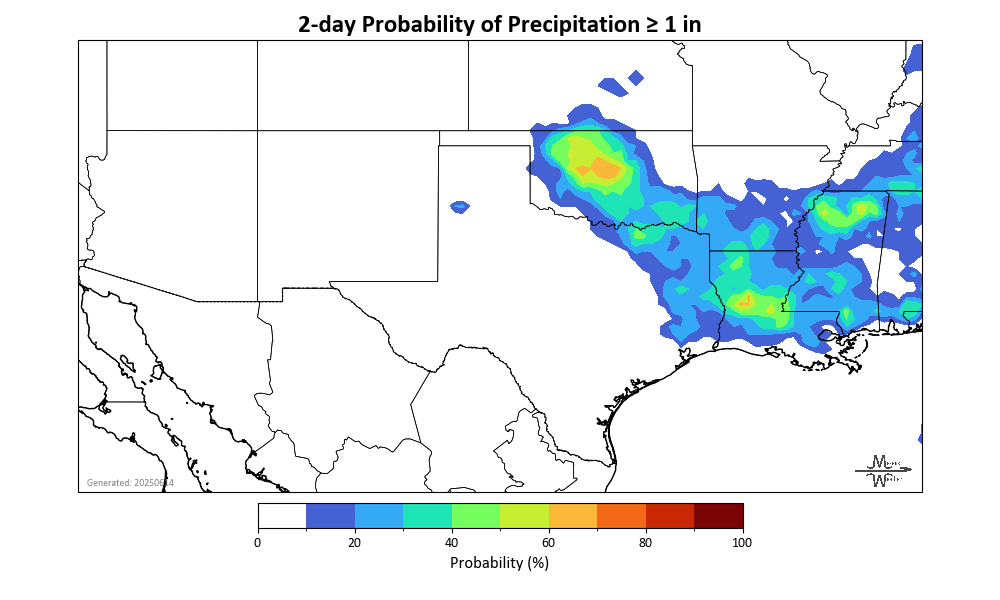 2-day Probability of Precipitation ≥ 1 in
Generated: 20250614
0 20 40 60 80 100
Probability (%)